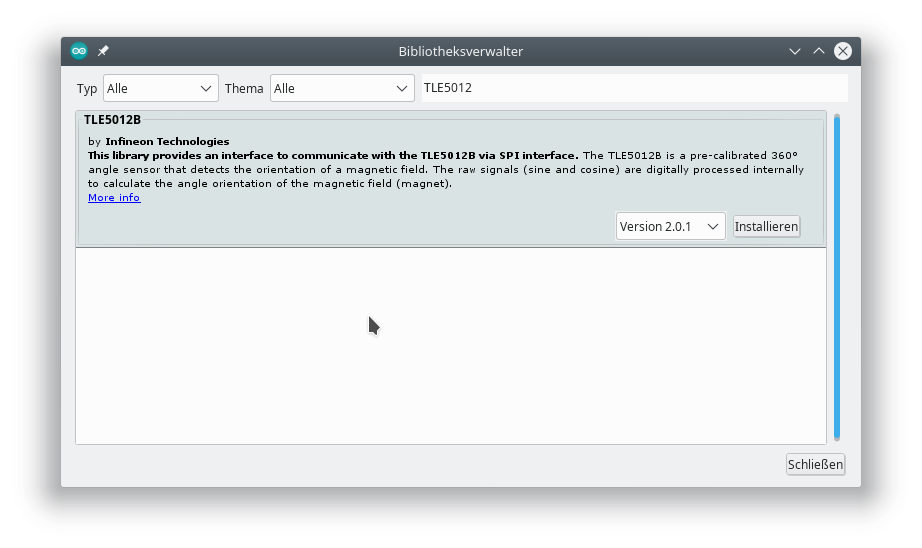 Bibliotheksverwalter
Typ Alle Thema Alle TLE5012
TLE5012B
by Infineon Technologies
This library provides an interface to communicate with the TLE5012B via SPI interface. The TLE5012B is a pre-calibrated 360°
angle sensor that detects the orientation of a magnetic field. The raw signals (sine and cosine) are digitally processed internally
to calculate the angle orientation of the magnetic field (magnet).
More info
Version 2.0.1 Installieren
Schließen